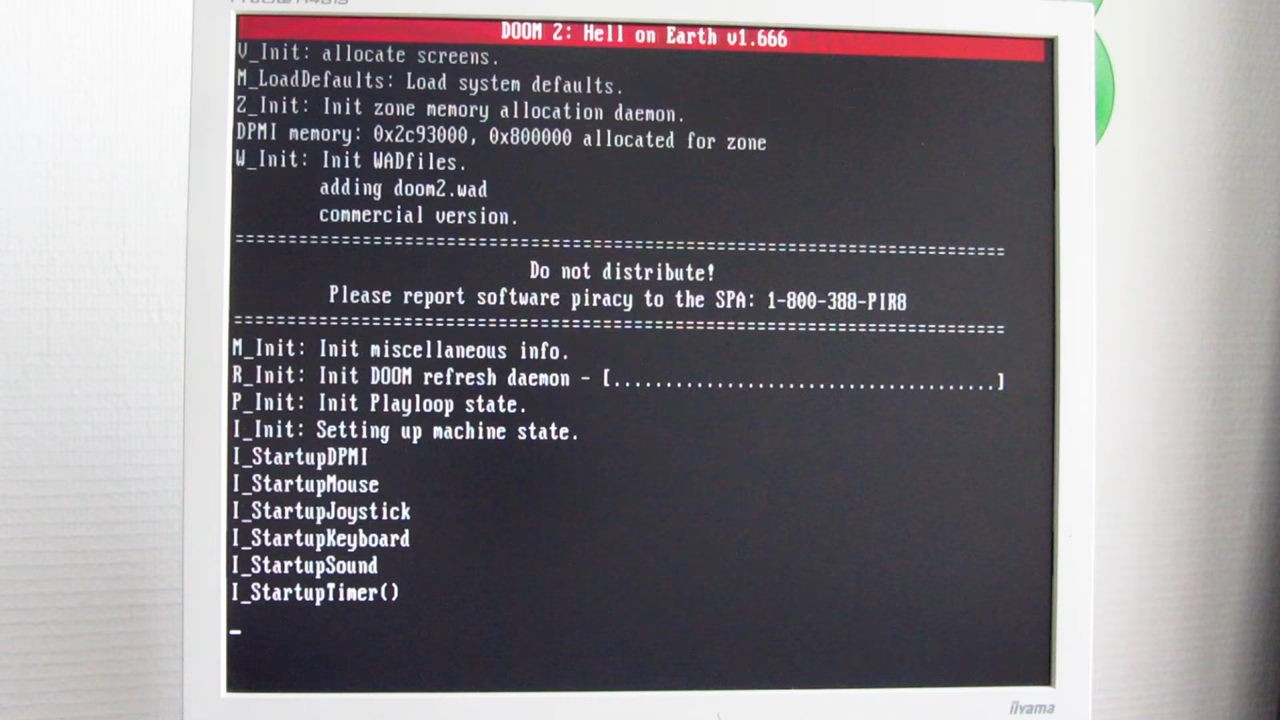 DOOM 2: Hell on Earth v1.666
V_Init: allocate screens.
M_LoadDefaults: Load system defaults.
Z_Init: Init zone memory allocation daemon.
DPMI memory: 0x2c93000, 0x800000 allocated for zone
W_Init: Init WADfiles.
adding doom2.wad
commercial version.
===========================================================================
Do not distribute!
Please report software piracy to the SPA: 1-800-388-PIR8
===========================================================================
M_Init: Init miscellaneous info.
R_Init: Init DOOM refresh daemon - [.....................................]
P_Init: Init Playloop state.
I_Init: Setting up machine state.
I_StartupDPMI
I_StartupMouse
I_StartupJoystick
I_StartupKeyboard
I_StartupSound
I_StartupTimer()
_
iiyama